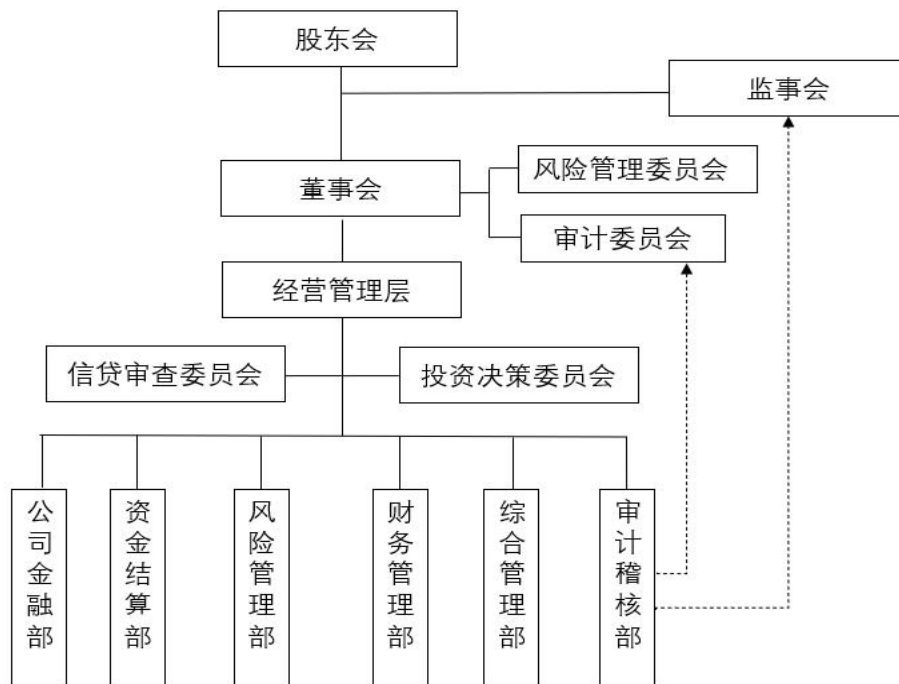 股东会
监事会
董事会
风险管理委员会
审计委员会
经营管理层
信贷审查委员会
投资决策委员会
公司金融部
资金结算部
风险管理部
财务管理部
综合管理部
审计稽核部